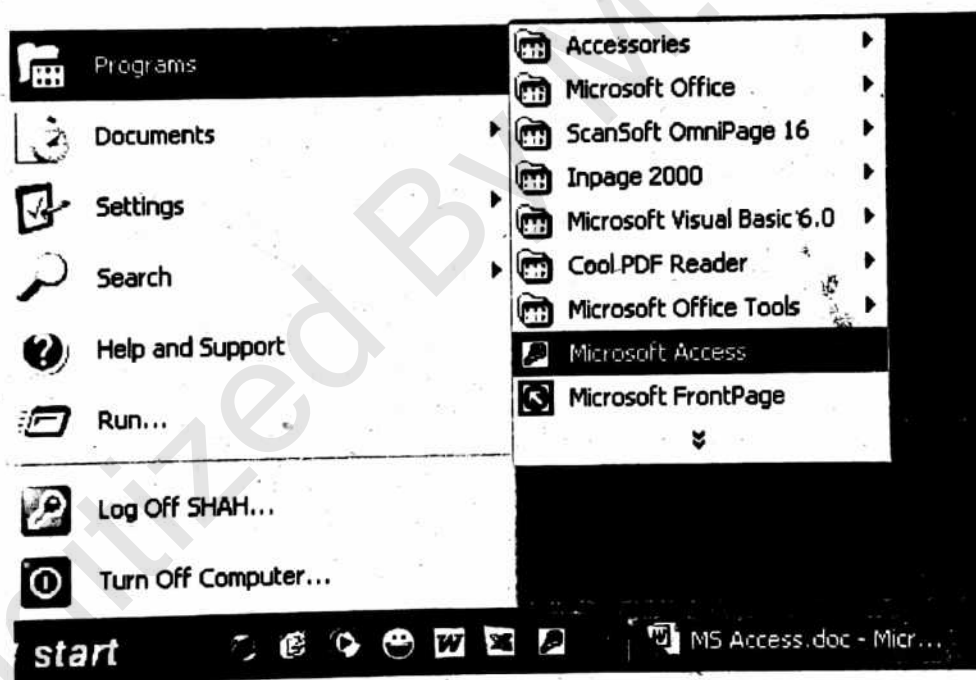 Programs
Documents
Settings
Search
Help and Support
Run...
Log Off SHAH...
Turn Off Computer...
Accessories
Microsoft Office
ScanSoft OmniPage 16
Inpage 2000
Microsoft Visual Basic 6.0
Cool PDF Reader
Microsoft Office Tools
Microsoft Access
Microsoft FrontPage
start
MS Access.doc - Micr...